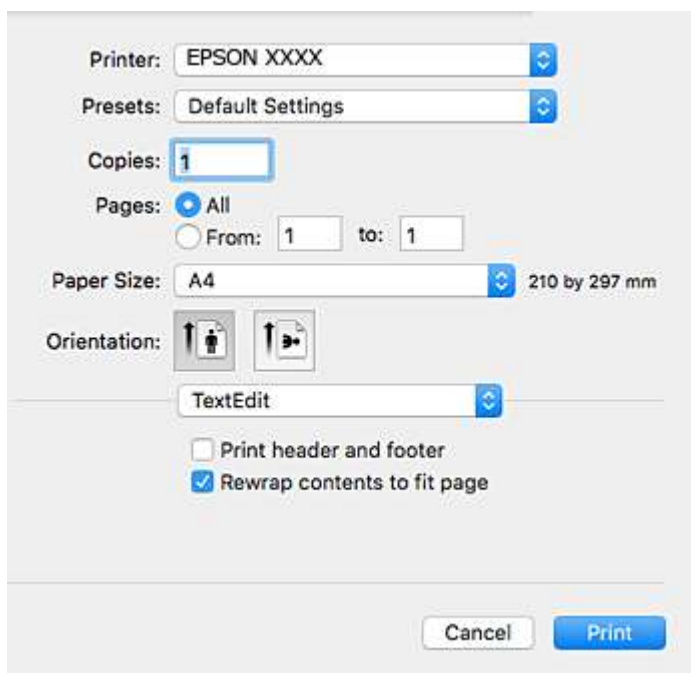 Printer: EPSON XXXX
Presets: Default Settings
Copies: 1
Pages: All
From: 1 to: 1
Paper Size: A4 210 by 297 mm
Orientation:
TextEdit
Print header and footer
Rewrap contents to fit page
Cancel Print